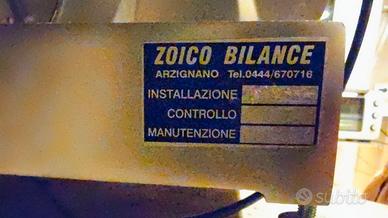 ZOICO BILANCE
ARZIGNANO Tel.0444/670716
INSTALLAZIONE
CONTROLLO
MANUTENZIONE
subito